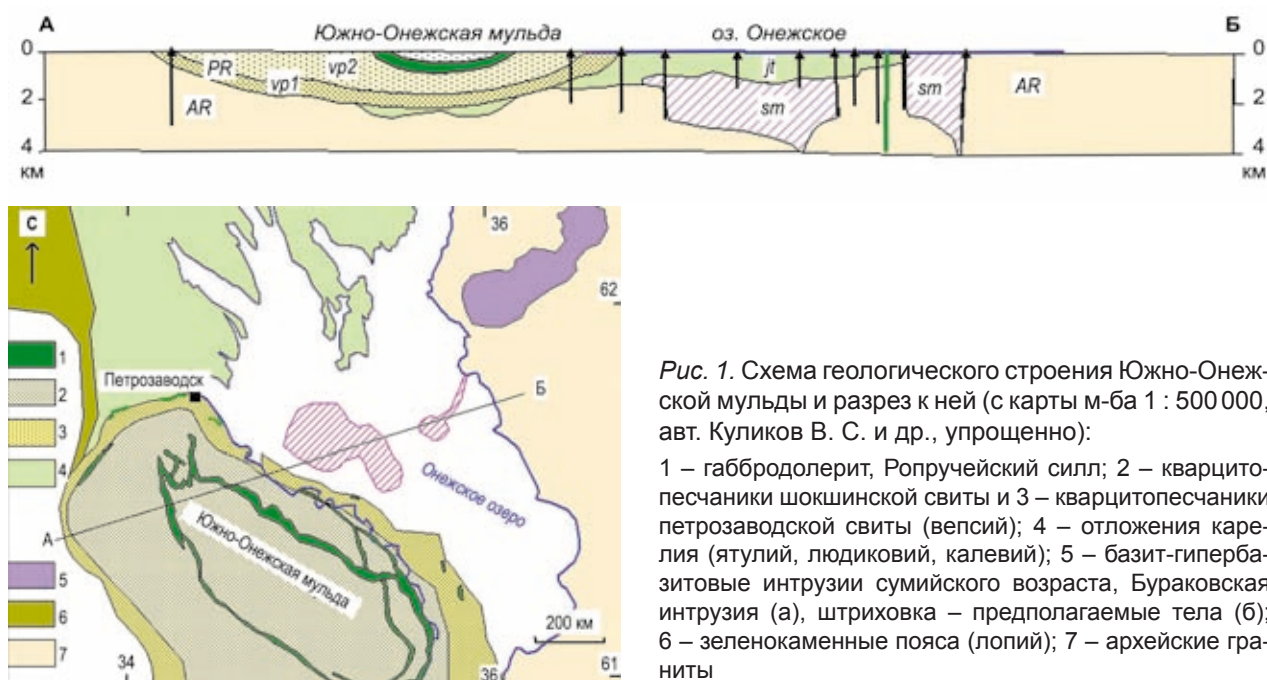 А
Южно-Онежская мульда
оз. Онежское
Б
0
0
PR
vp2
vp1
jt
AR
sm
sm
AR
2
2
4
4
км
км
С
36
62
1
2
3
4
5
6
7
Петрозаводск
Б
Онежское озеро
А
Южно-Онежская мульда
200 км
34
36
61
Рис. 1. Схема геологического строения Южно-Онеж-
ской мульды и разрез к ней (с карты м-ба 1 : 500 000,
авт. Куликов В. С. и др., упрощенно):
1 – габбродолерит, Ропручейский силл; 2 – кварцито-
песчаники шокшинской свиты и 3 – кварцитопесчаники
петрозаводской свиты (вепсий); 4 – отложения каре-
лия (ятулий, людиковий, калевий); 5 – базит-гиперба-
зитовые интрузии сумийского возраста, Бураковская
интрузия (а), штриховка – предполагаемые тела (б);
6 – зеленокаменные пояса (лопий); 7 – архейские гра-
ниты